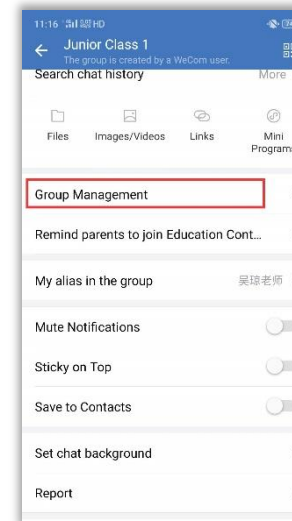 11:16
HD
Junior Class 1
The group is created by a WeCom user.
Search chat history More
Files Images/Videos Links Mini
Programs
Group Management
Remind parents to join Education Cont...
My alias in the group 吴琼老师
Mute Notifications
Sticky on Top
Save to Contacts
Set chat background
Report